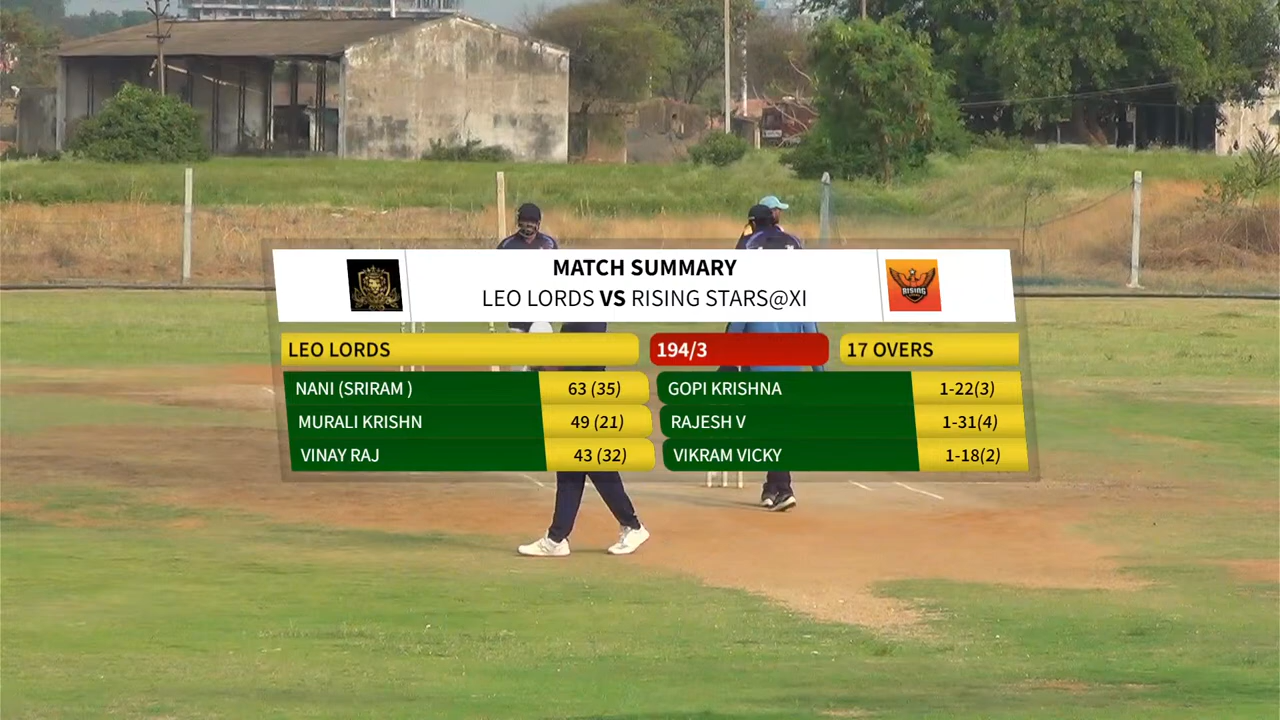 MATCH SUMMARY
LEO LORDS VS RISING STARS@XI
RISING
LEO LORDS 194/3 17 OVERS
NANI (SRIRAM ) 63 (35) GOPI KRISHNA 1-22(3)
MURALI KRISHN 49 (21) RAJESH V 1-31(4)
VINAY RAJ 43 (32) VIKRAM VICKY 1-18(2)